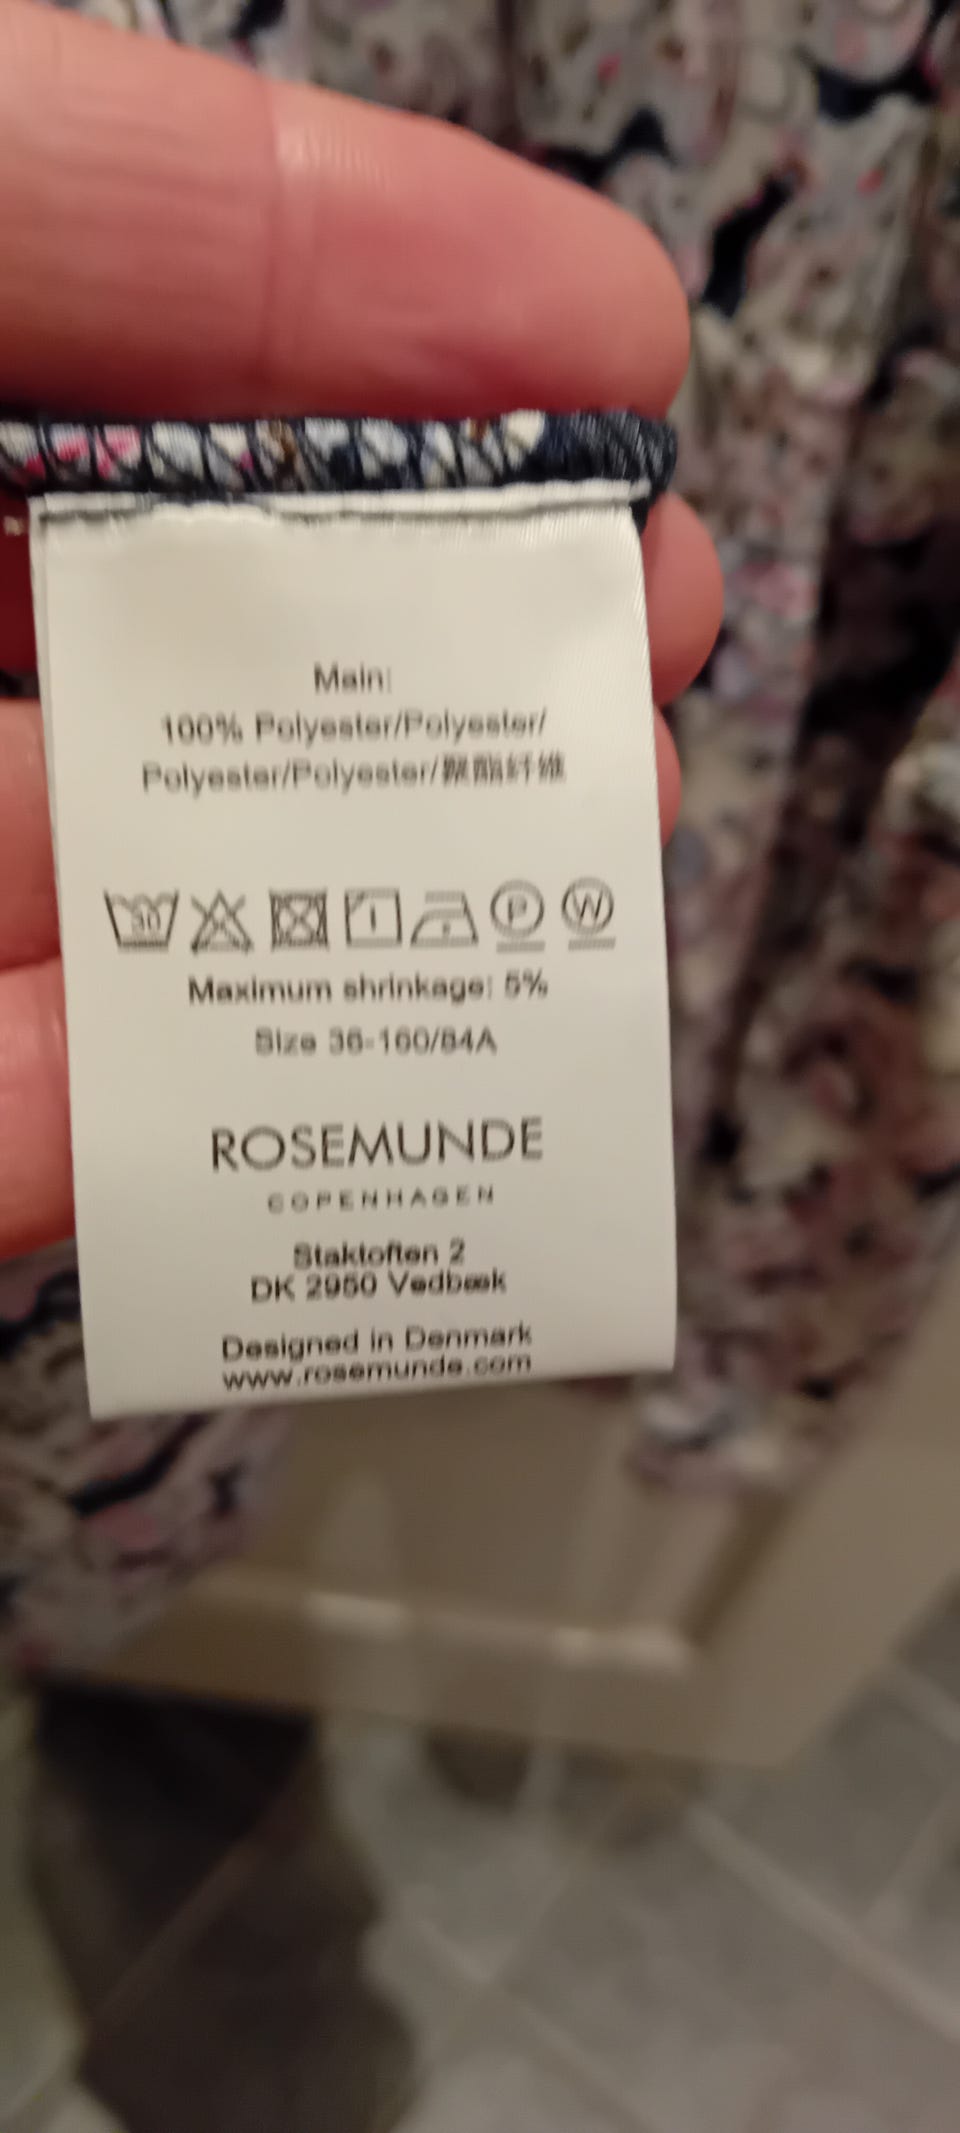 Main:
100% Polyester/Polyester/
Polyester/Polyester/聚酯纤维
30
P W
Maximum shrinkage: 5%
Size 36-160/84A
ROSEMUNDE
COPENHAGEN
Staktoften 2
DK 2950 Vedbæk
Designed in Denmark
www.rosemunde.com